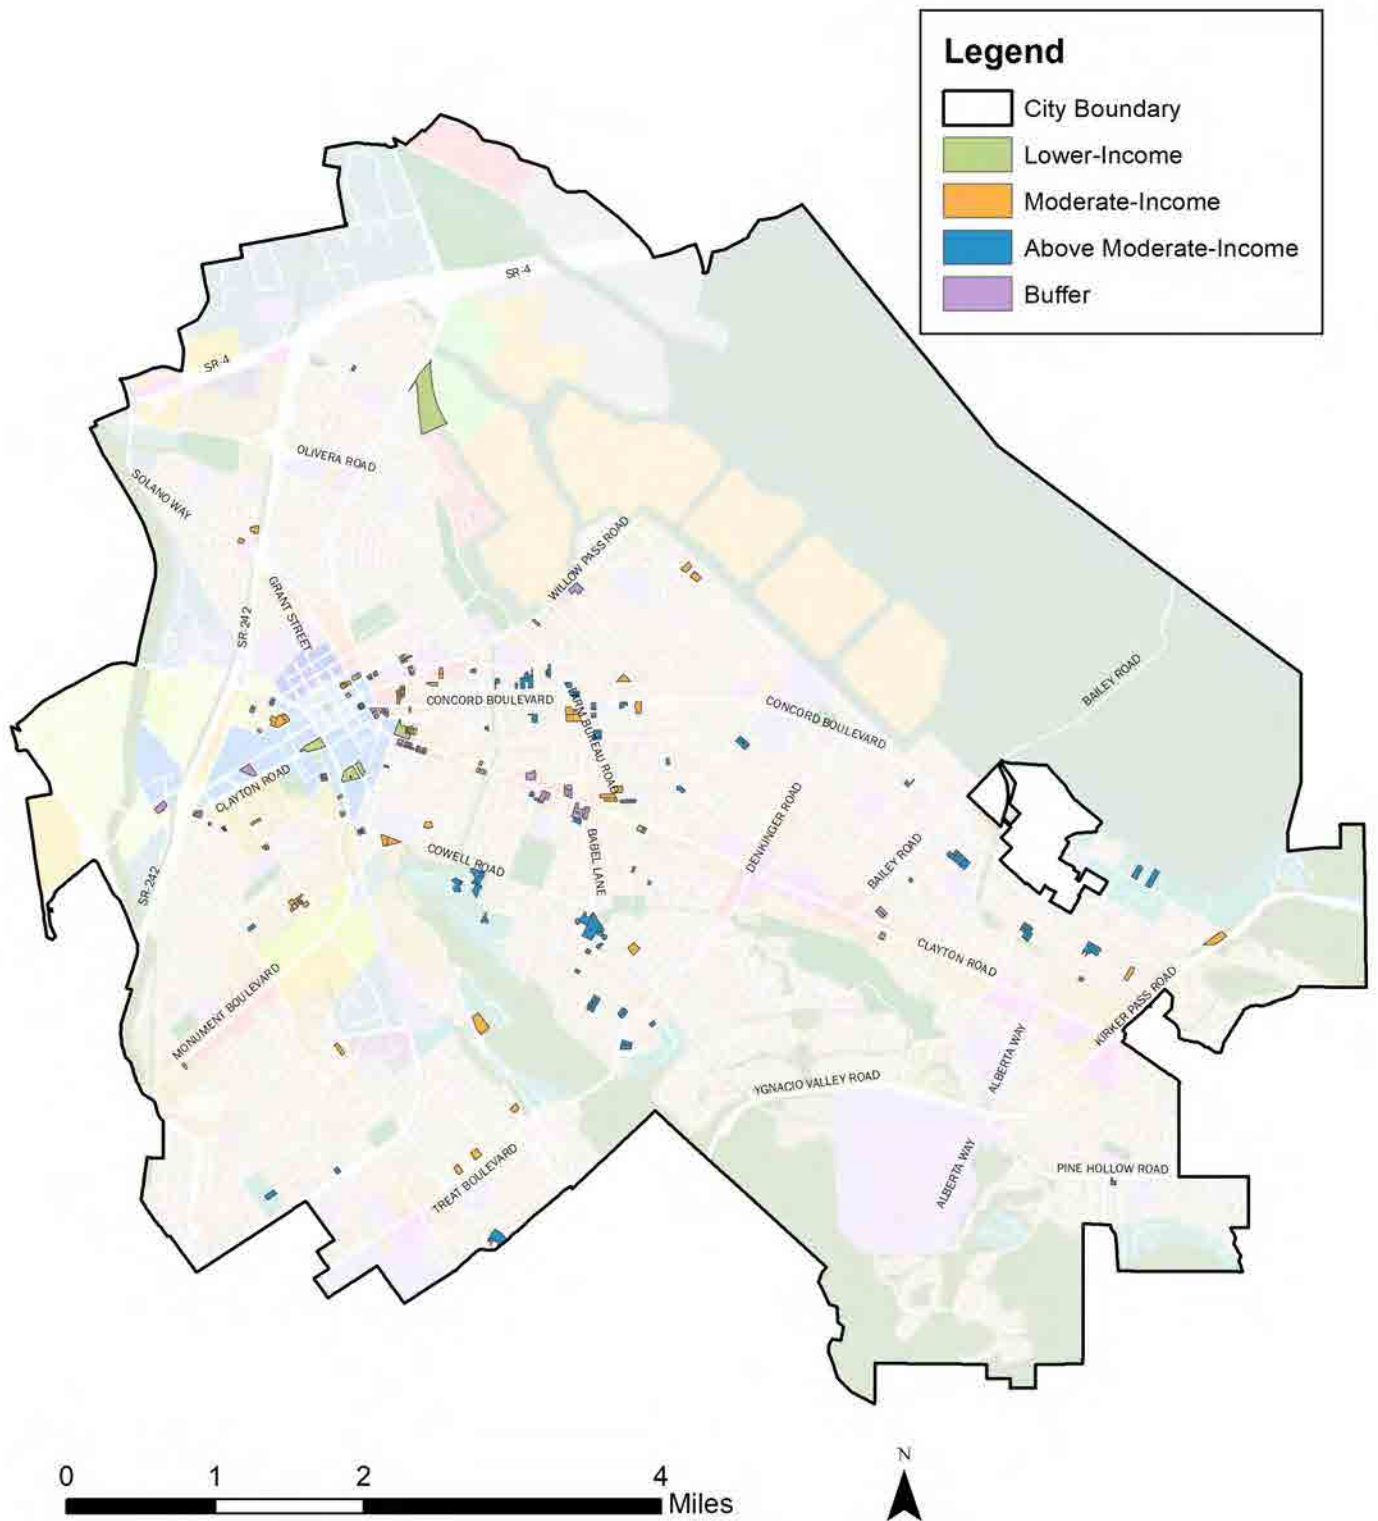 Legend
City Boundary
Lower-Income
Moderate-Income
Above Moderate-Income
Buffer
SR-4
SR-4
OLIVERA ROAD
SOLANO WAY
WILLOW PASS ROAD
GRANT STREET
SR-242
BAILEY ROAD
CONCORD BOULEVARD
CONCORD BOULEVARD
FARM BUREAU ROAD
CLAYTON ROAD
DENKINGER ROAD
COWELL ROAD
BABEL LANE
BAILEY ROAD
SR-242
CLAYTON ROAD
MONUMENT BOULEVARD
KIRKER PASS ROAD
ALBERTA WAY
YGNACIO VALLEY ROAD
ALBERTA WAY
PINE HOLLOW ROAD
TREAT BOULEVARD
N
0 1 2 4
Miles